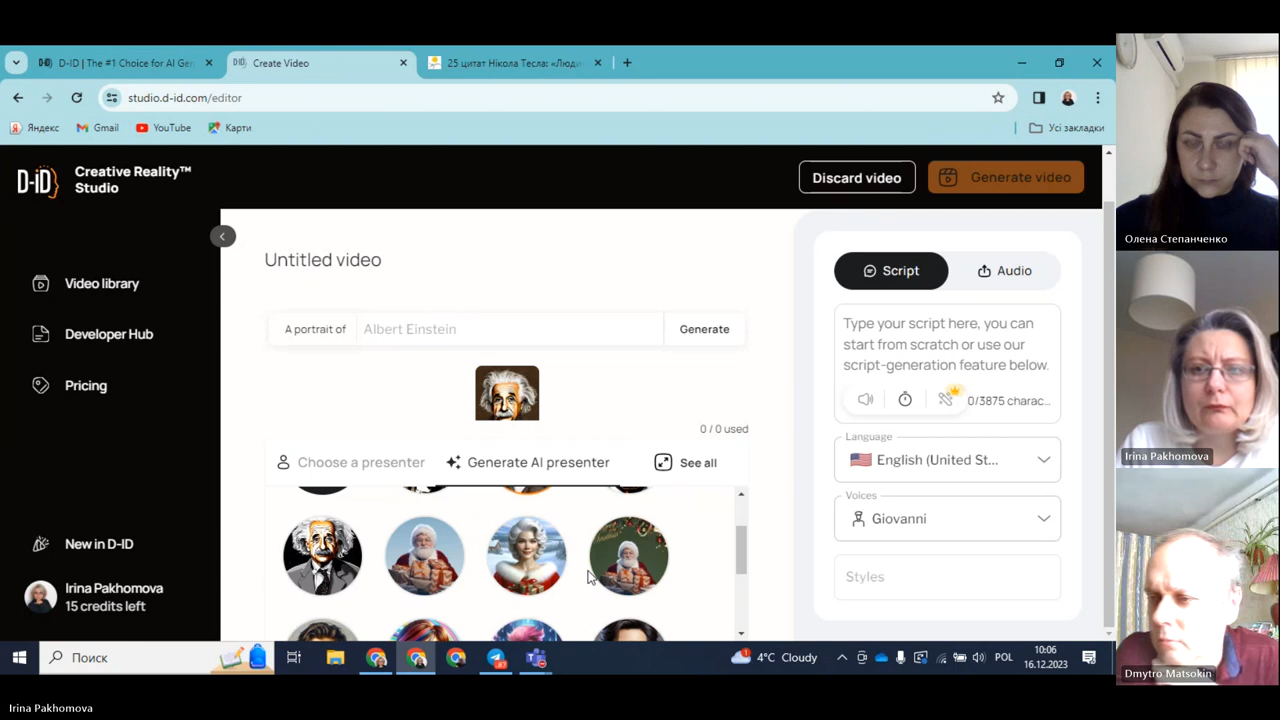 D-ID | The #1 Choice for AI Gen
Create Video
25 цитат Нікола Тесла: «Люди
studio.d-id.com/editor
Яндекс
Gmail
YouTube
Карти
Усі закладки
D-iD
Creative Reality™
Studio
Discard video
Generate video
Video library
Developer Hub
Pricing
New in D-ID
Irina Pakhomova
15 credits left
Untitled video
A portrait of
Albert Einstein
Generate
0 / 0 used
Choose a presenter
Generate AI presenter
See all
Script
Audio
Type your script here, you can
start from scratch or use our
script-generation feature below.
0/3875 charac...
Language
English (United St...
Voices
Giovanni
Styles
Поиск
4°C Cloudy
POL
10:06
16.12.2023
Олена Степанченко
Irina Pakhomova
Dmytro Matsokin
Irina Pakhomova